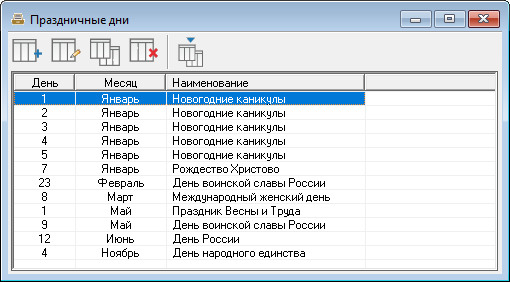 Праздничные дни
День Месяц Наименование
1 Январь Новогодние каникулы
2 Январь Новогодние каникулы
3 Январь Новогодние каникулы
4 Январь Новогодние каникулы
5 Январь Новогодние каникулы
7 Январь Рождество Христово
23 Февраль День воинской славы России
8 Март Международный женский день
1 Май Праздник Весны и Труда
9 Май День воинской славы России
12 Июнь День России
4 Ноябрь День народного единства